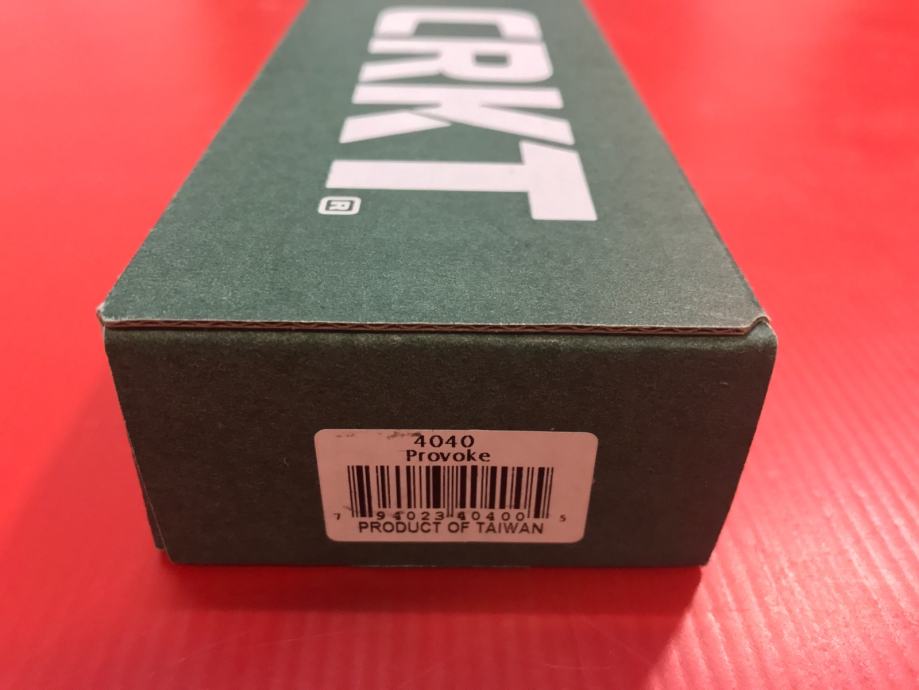 CRKT®
4040
Provoke
7 94023 40400 5
PRODUCT OF TAIWAN